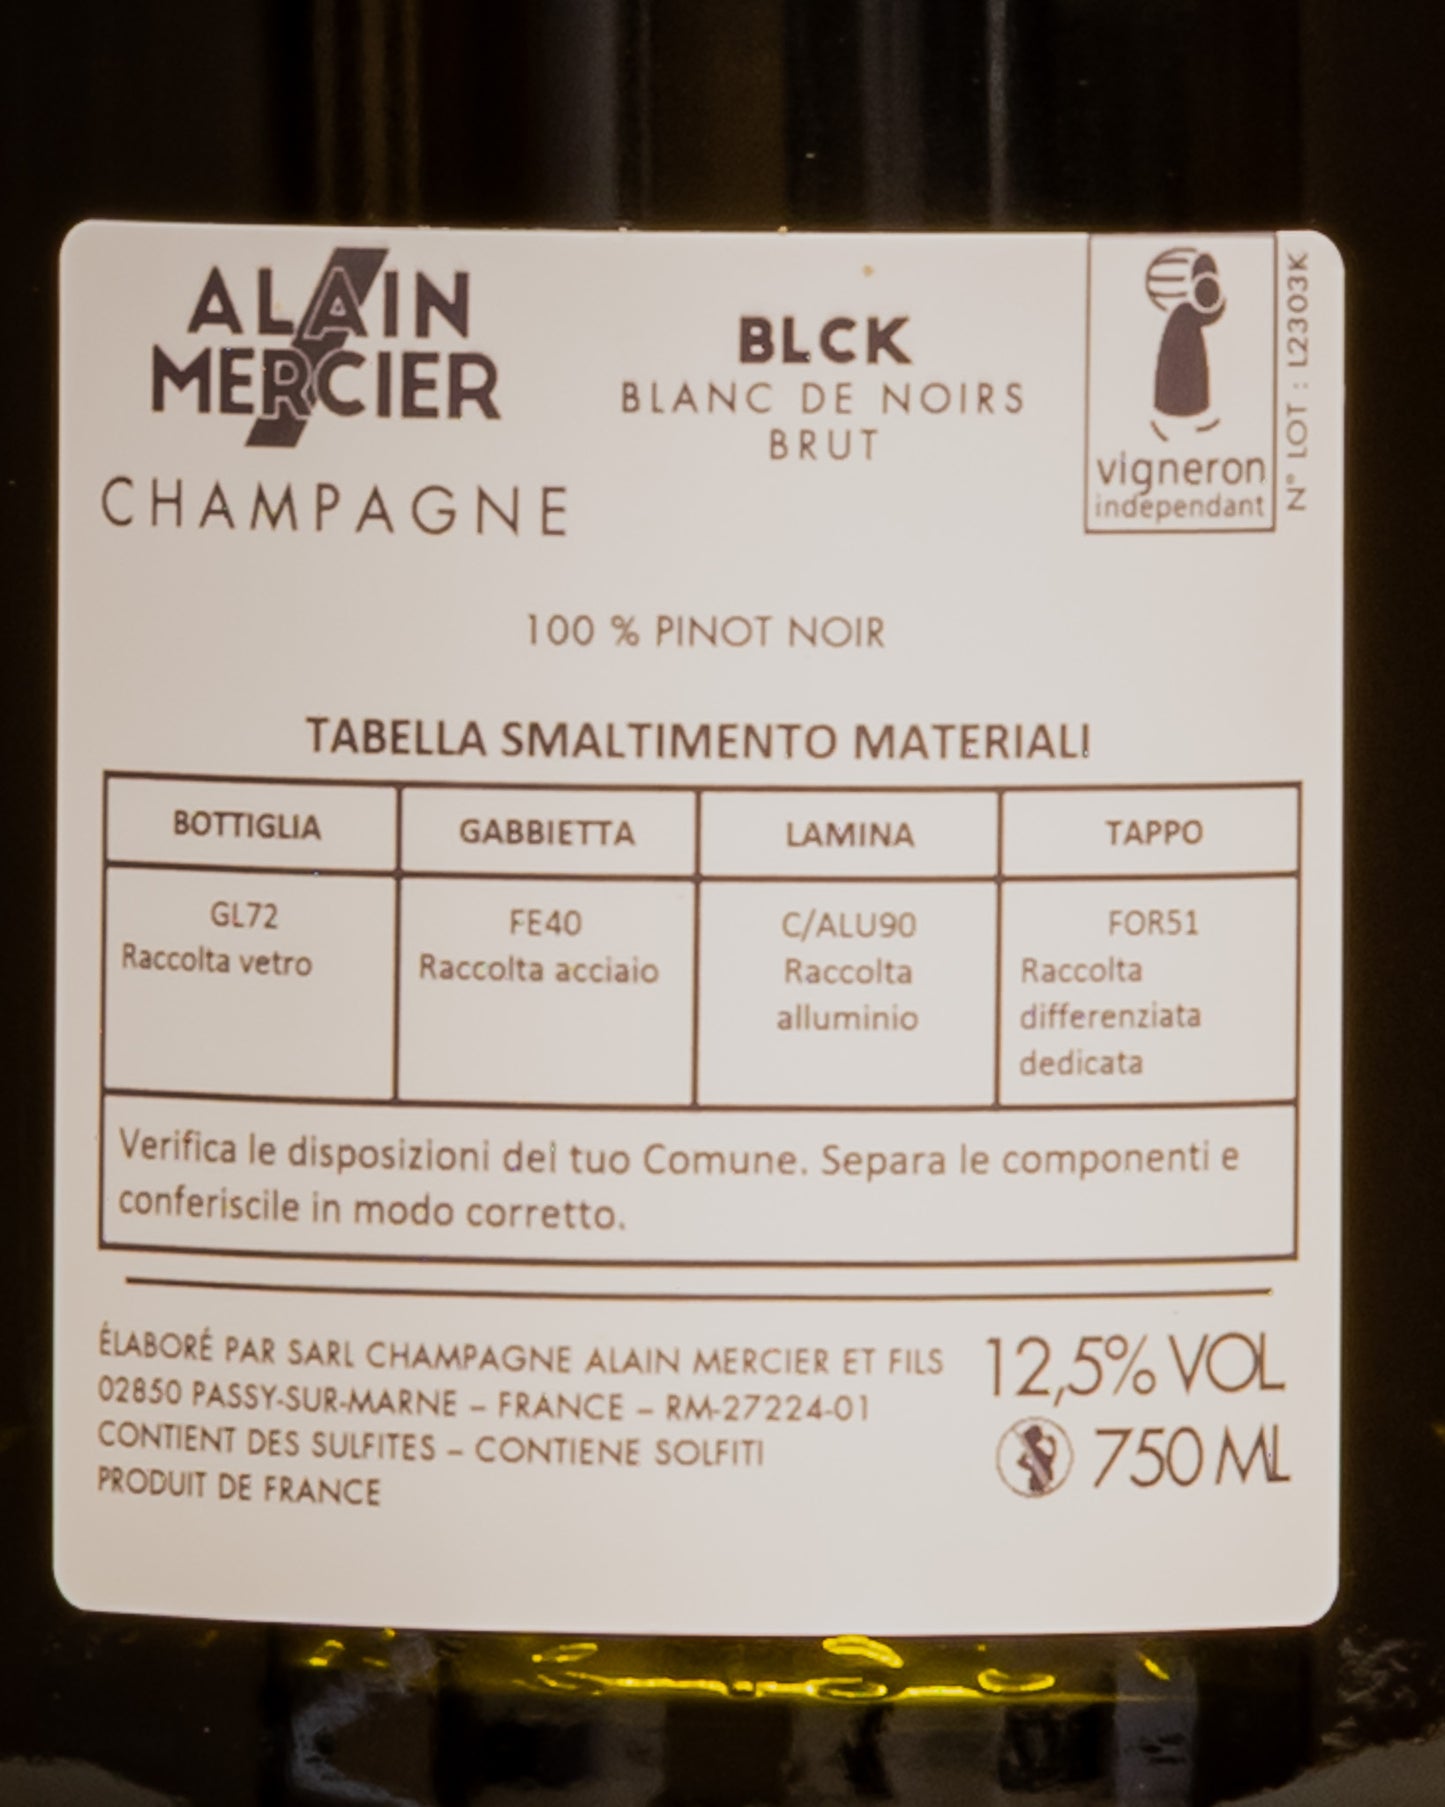 ALAIN
MERCIER
CHAMPAGNE
BLCK
BLANC DE NOIRS
BRUT
vigneron
indépendant
N° LOT : L2303K
100 % PINOT NOIR
TABELLA SMALTIMENTO MATERIALI
BOTTIGLIA
GABBIETTA
LAMINA
TAPPO
GL72
Raccolta vetro
FE40
Raccolta acciaio
C/ALU90
Raccolta
alluminio
FOR51
Raccolta
differenziata
dedicata
Verifica le disposizioni del tuo Comune. Separa le componenti e
conferiscile in modo corretto.
ÉLABORÉ PAR SARL CHAMPAGNE ALAIN MERCIER ET FILS
02850 PASSY-SUR-MARNE – FRANCE – RM-27224-01
CONTIENT DES SULFITES – CONTIENE SOLFITI
PRODUIT DE FRANCE
12,5% VOL
750 ML